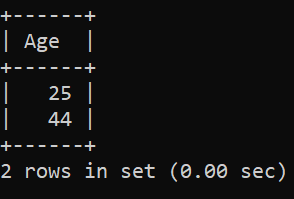 +------+
| Age  |
+------+
|   25 |
|   44 |
+------+
2 rows in set (0.00 sec)